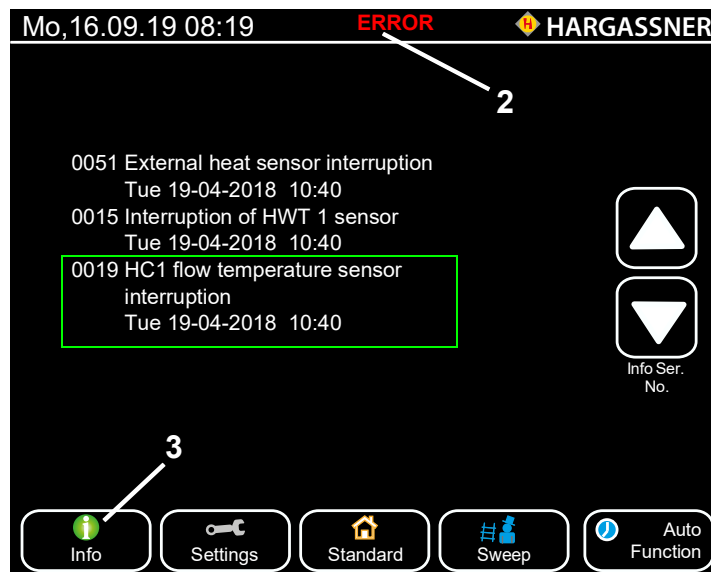 Mo,16.09.19 08:19 ERROR H HARGASSNER
2
0051 External heat sensor interruption
Tue 19-04-2018 10:40
0015 Interruption of HWT 1 sensor
Tue 19-04-2018 10:40
0019 HC1 flow temperature sensor
interruption
Tue 19-04-2018 10:40
Info Ser.
No.
3
Info Settings Standard Sweep Auto
Function